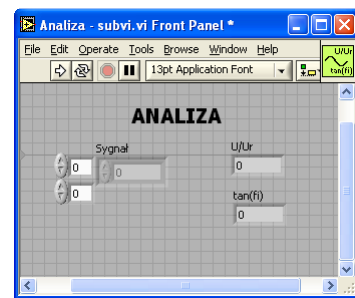 Analiza - subvi.vi Front Panel *
File Edit Operate Tools Browse Window Help
13pt Application Font
U/Ur
tan(fi)
ANALIZA
Sygnał
0
0
0
U/Ur
0
tan(fi)
0